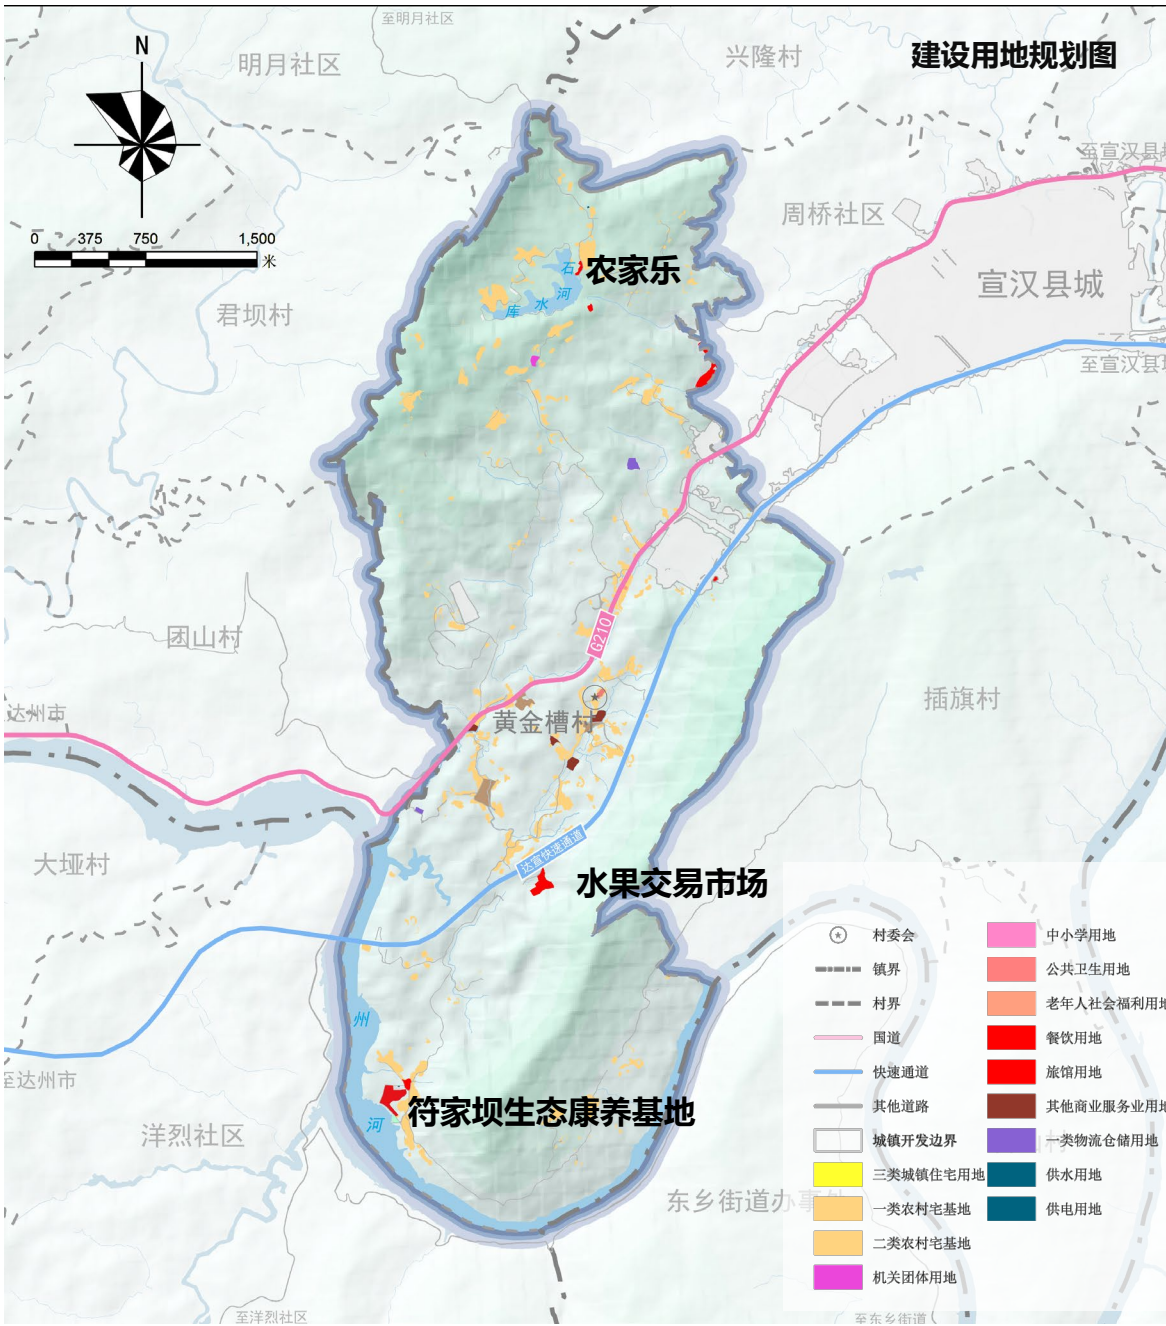 至明月社区
建设用地规划图
兴隆村
明月社区
N
至宣汉县城
周桥社区
0 375 750 1,500
米
农家乐
石
河
水
库
宣汉县城
君坝村
至宣汉县城
G210
团山村
插旗村
达州市
黄金槽村
达宣快速通道
大垭村
水果交易市场
州
河
至达州市
符家坝生态康养基地
洋烈社区
东乡街道办事处
至洋烈社区
至东乡街道
村委会
镇界
村界
国道
快速通道
其他道路
城镇开发边界
三类城镇住宅用地
一类农村宅基地
二类农村宅基地
机关团体用地
中小学用地
公共卫生用地
老年人社会福利用地
餐饮用地
旅馆用地
其他商业服务业用地
一类物流仓储用地
供水用地
供电用地